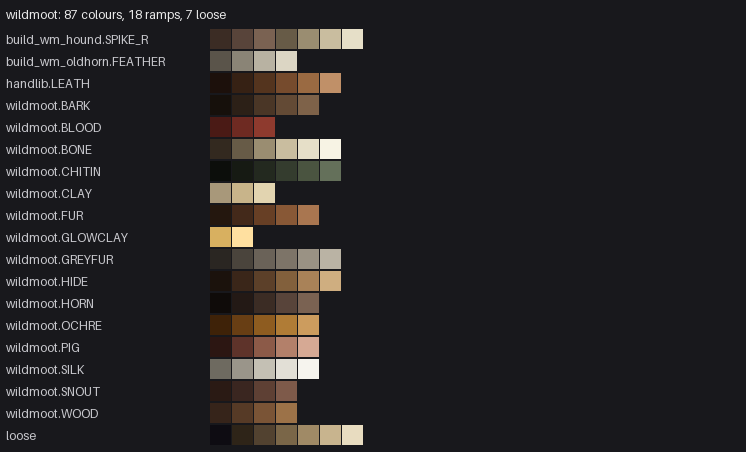 wildmoot: 87 colours, 18 ramps, 7 loose
build_wm_hound.SPIKE_R
build_wm_oldhorn.FEATHER
handlib.LEATH
wildmoot.BARK
wildmoot.BLOOD
wildmoot.BONE
wildmoot.CHITIN
wildmoot.CLAY
wildmoot.FUR
wildmoot.GLOWCLAY
wildmoot.GREYFUR
wildmoot.HIDE
wildmoot.HORN
wildmoot.OCHRE
wildmoot.PIG
wildmoot.SILK
wildmoot.SNOUT
wildmoot.WOOD
loose